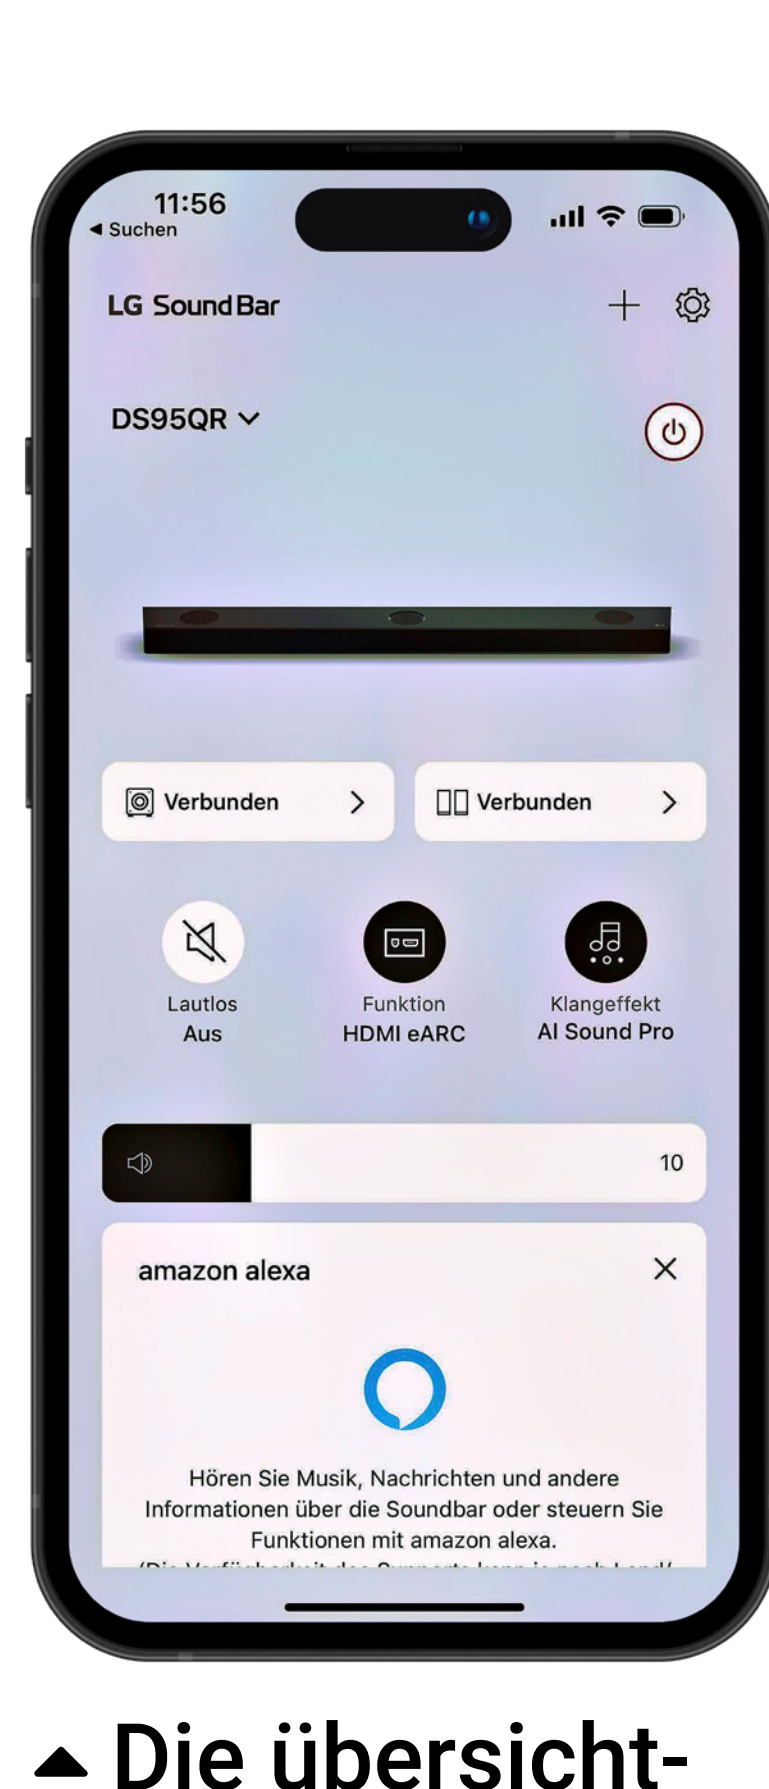 11:56
Suchen
LG Sound Bar
DS95QR
Verbunden
Verbunden
Lautlos
Aus
Funktion
HDMI eARC
Klangeffekt
AI Sound Pro
10
amazon alexa
Hören Sie Musik, Nachrichten und andere
Informationen über die Soundbar oder steuern Sie
Funktionen mit amazon alexa.
Die übersicht-